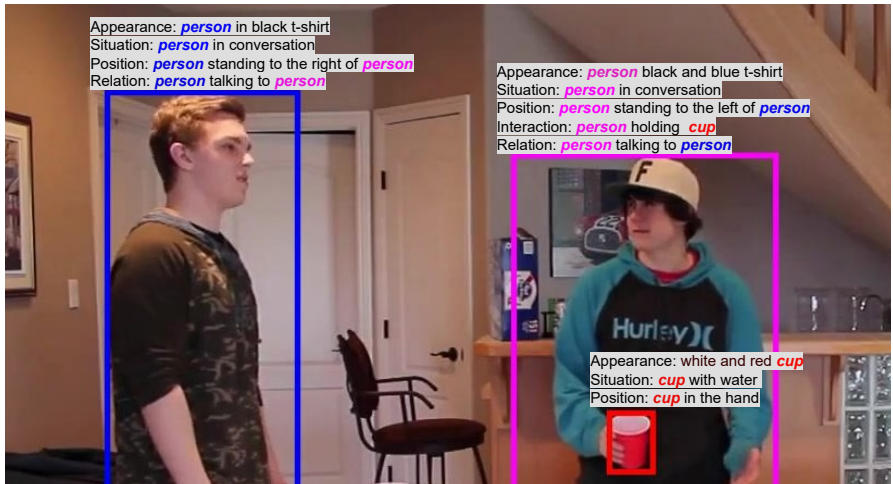 Appearance: person in black t-shirt
Situation: person in conversation
Position: person standing to the right of person
Relation: person talking to person
Appearance: person black and blue t-shirt
Situation: person in conversation
Position: person standing to the left of person
Interaction: person holding cup
Relation: person talking to person
F
Hurley
Appearance: white and red cup
Situation: cup with water
Position: cup in the hand